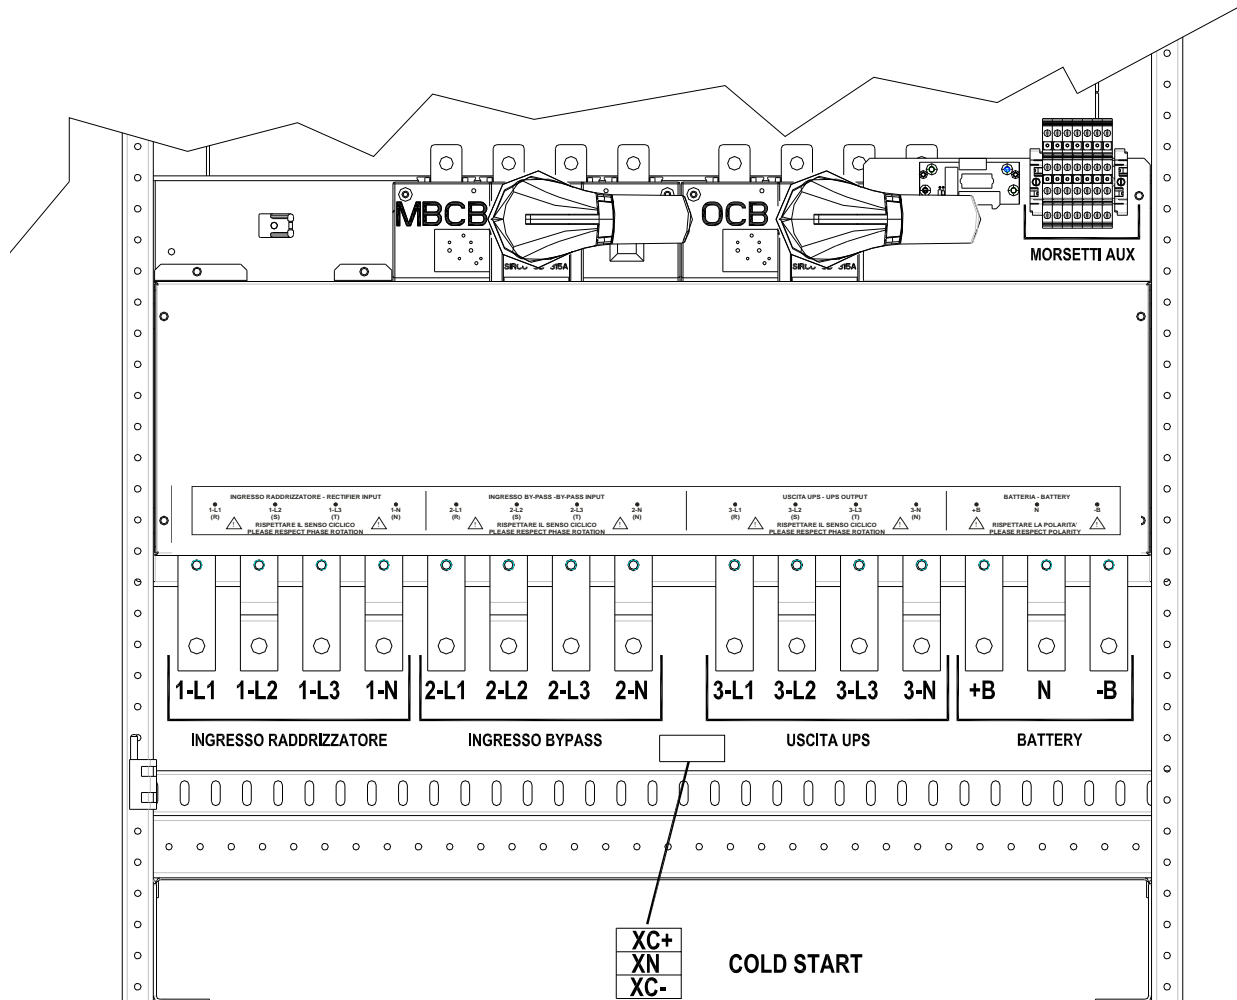 MBCB
OCB
SIRCO
315A
SIRCO
315A
MORSETTI AUX
INGRESSO RADDRIZZATORE - RECTIFIER INPUT
1-L1 1-L2 1-L3 1-N
(R) (S) (T) (N)
RISPETTARE IL SENSO CICLICO
PLEASE RESPECT PHASE ROTATION
INGRESSO BY-PASS -BY-PASS INPUT
2-L1 2-L2 2-L3 2-N
(R) (S) (T) (N)
RISPETTARE IL SENSO CICLICO
PLEASE RESPECT PHASE ROTATION
USCITA UPS - UPS OUTPUT
3-L1 3-L2 3-L3 3-N
(R) (S) (T) (N)
RISPETTARE IL SENSO CICLICO
PLEASE RESPECT PHASE ROTATION
BATTERIA - BATTERY
+B N -B
RISPETTARE LA POLARITA'
PLEASE RESPECT POLARITY
1-L1 1-L2 1-L3 1-N 2-L1 2-L2 2-L3 2-N 3-L1 3-L2 3-L3 3-N +B N -B
INGRESSO RADDRIZZATORE INGRESSO BYPASS USCITA UPS BATTERY
XC+
XN
XC-
COLD START